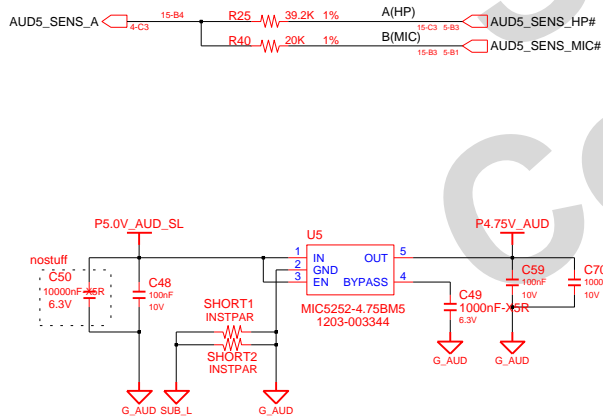 AUD5_SENS_A
4-C3
15-B4
R25 39.2K 1%
A(HP)
15-C3 5-B3
AUD5_SENS_HP#
R40 20K 1%
B(MIC)
15-B3 5-B1
AUD5_SENS_MIC#
P5.0V_AUD_SL
P4.75V_AUD
U5
nostuff
C50
10000nF-X5R
6.3V
C48
100nF
10V
1 IN OUT 5
2 GND
3 EN BYPASS 4
MIC5252-4.75BM5
1203-003344
SHORT1
INSTPAR
SHORT2
INSTPAR
C49
1000nF-X5R
6.3V
C59
100nF
10V
C70
10V
G_AUD
G_AUD
G_AUD
SUB_L
G_AUD